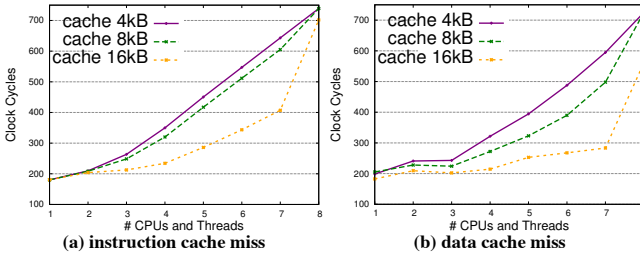 700
600
500
400
300
200
100
Clock Cycles
cache 4kB
cache 8kB
cache 16kB
1 2 3 4 5 6 7 8
# CPUs and Threads
(a) instruction cache miss
700
600
500
400
300
200
100
Clock Cycles
cache 4kB
cache 8kB
cache 16kB
1 2 3 4 5 6 7
# CPUs and Threads
(b) data cache miss